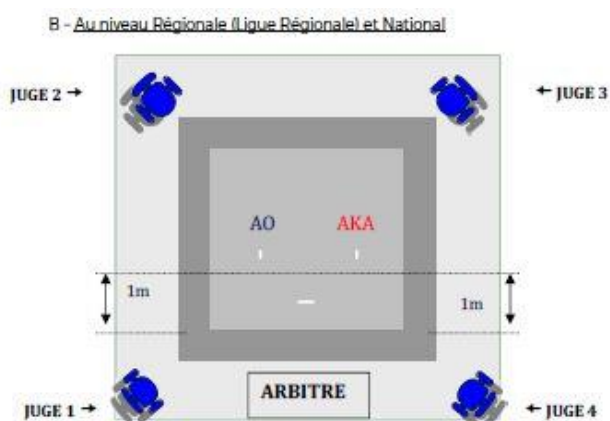 B - Au niveau Régionale (Ligue Régionale) et National
JUGE 2 →
← JUGE 3
AO
AKA
1m
1m
JUGE 1 →
ARBITRE
← JUGE 4